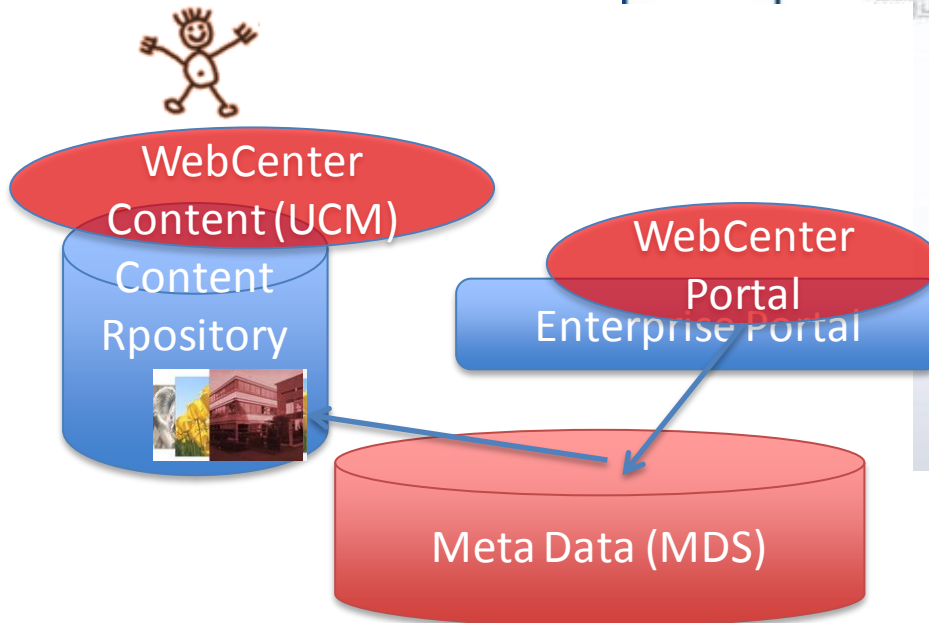 WebCenter
Content (UCM)
Content
Rpository
WebCenter
Portal
Enterprise Portal
Meta Data (MDS)